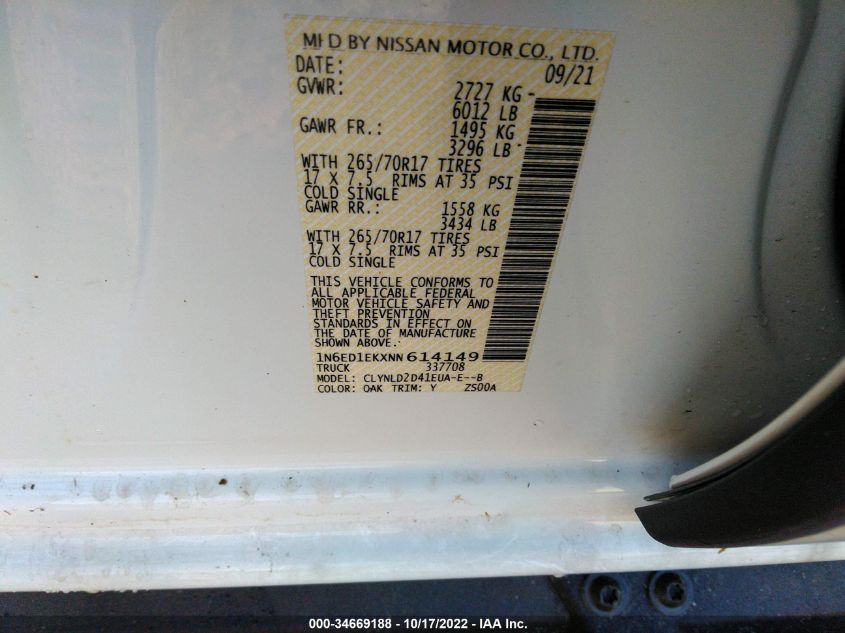 MFD BY NISSAN MOTOR CO., LTD.
DATE: 09/21
GVWR: 2727 KG
6012 LB
GAWR FR.: 1495 KG
3296 LB
WITH 265/70R17 TIRES
17 X 7.5 RIMS AT 35 PSI
COLD SINGLE
GAWR RR.: 1558 KG
3434 LB
WITH 265/70R17 TIRES
17 X 7.5 RIMS AT 35 PSI
COLD SINGLE
THIS VEHICLE CONFORMS TO
ALL APPLICABLE FEDERAL
MOTOR VEHICLE SAFETY AND
THEFT PREVENTION
STANDARDS IN EFFECT ON
THE DATE OF MANUFACTURE
SHOWN ABOVE.
1N6ED1EKXNN614149
TRUCK 337708
MODEL: CLYNLD2D41EUA-E--B
COLOR: QAK TRIM: Y ZS00A
000-34669188 - 10/17/2022 - IAA Inc.